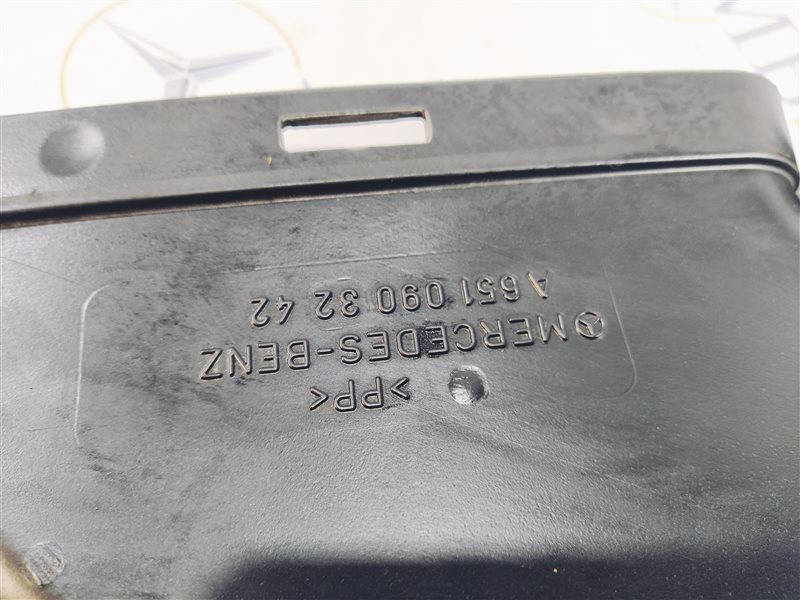 >PP<
MERCEDES-BENZ
A 651 090 32 42